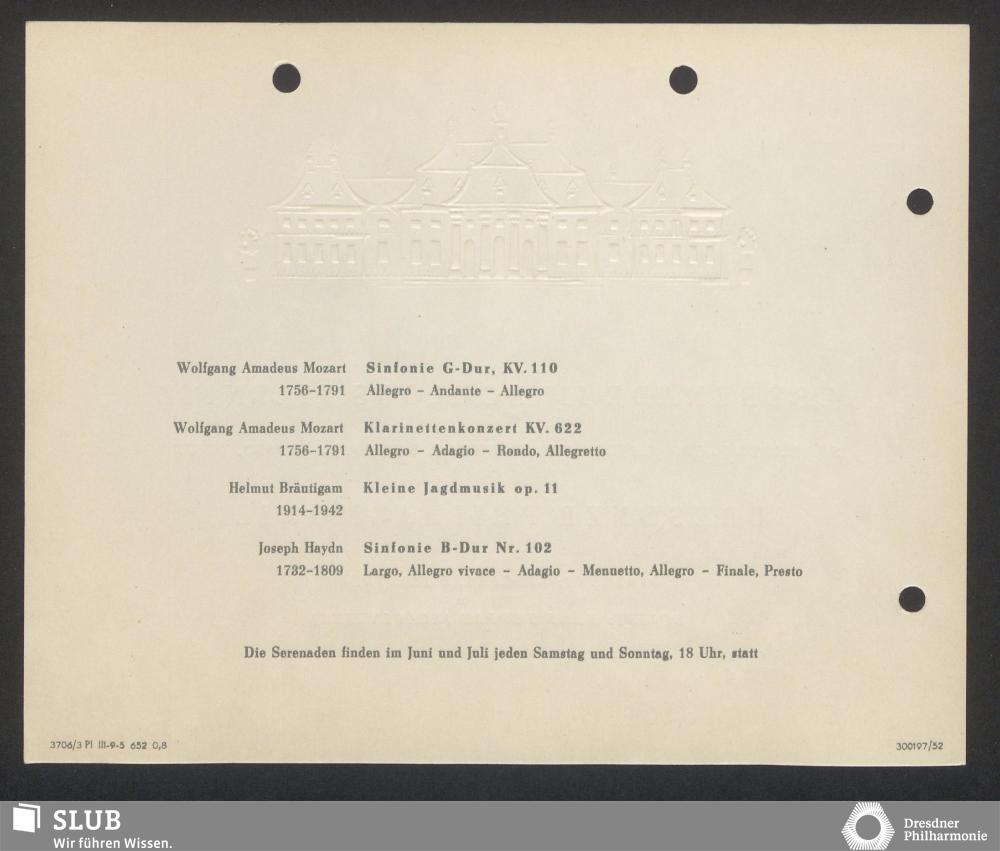 Wolfgang Amadeus Mozart Sinfonie G-Dur, KV. 110
1756–1791 Allegro – Andante – Allegro
Wolfgang Amadeus Mozart Klarinettenkonzert KV. 622
1756–1791 Allegro – Adagio – Rondo, Allegretto
Helmut Bräutigam Kleine Jagdmusik op. 11
1914–1942
Joseph Haydn Sinfonie B-Dur Nr. 102
1732–1809 Largo, Allegro vivace – Adagio – Menuetto, Allegro – Finale, Presto
Die Serenaden finden im Juni und Juli jeden Samstag und Sonntag, 18 Uhr, statt
3706/3 Pl III-9-5 652 0,8 300197/52
SLUB
Wir führen Wissen.
Dresdner
Philharmonie